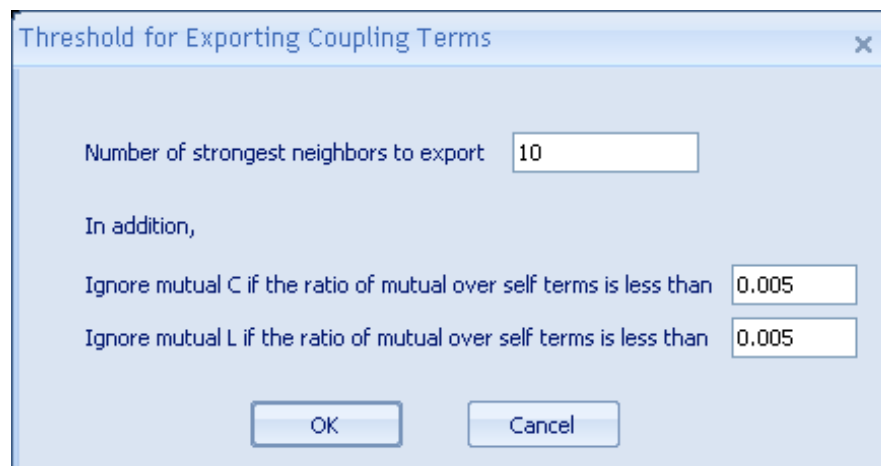 Threshold for Exporting Coupling Terms
Number of strongest neighbors to export 10
In addition,
Ignore mutual C if the ratio of mutual over self terms is less than 0.005
Ignore mutual L if the ratio of mutual over self terms is less than 0.005
OK Cancel